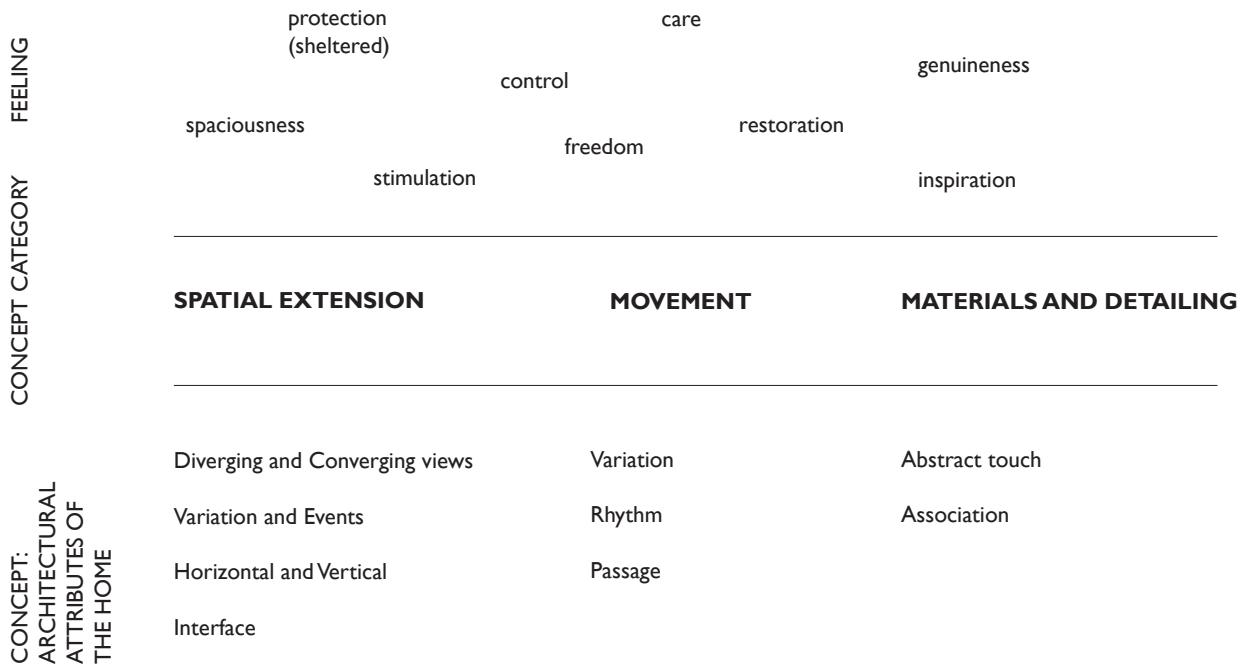 FEELING
protection
(sheltered)
care
control
genuineness
spaciousness
restoration
freedom
stimulation
inspiration
CONCEPT CATEGORY
SPATIAL EXTENSION
MOVEMENT
MATERIALS AND DETAILING
CONCEPT:
ARCHITECTURAL
ATTRIBUTES OF
THE HOME
Diverging and Converging views
Variation and Events
Horizontal and Vertical
Interface
Variation
Rhythm
Passage
Abstract touch
Association